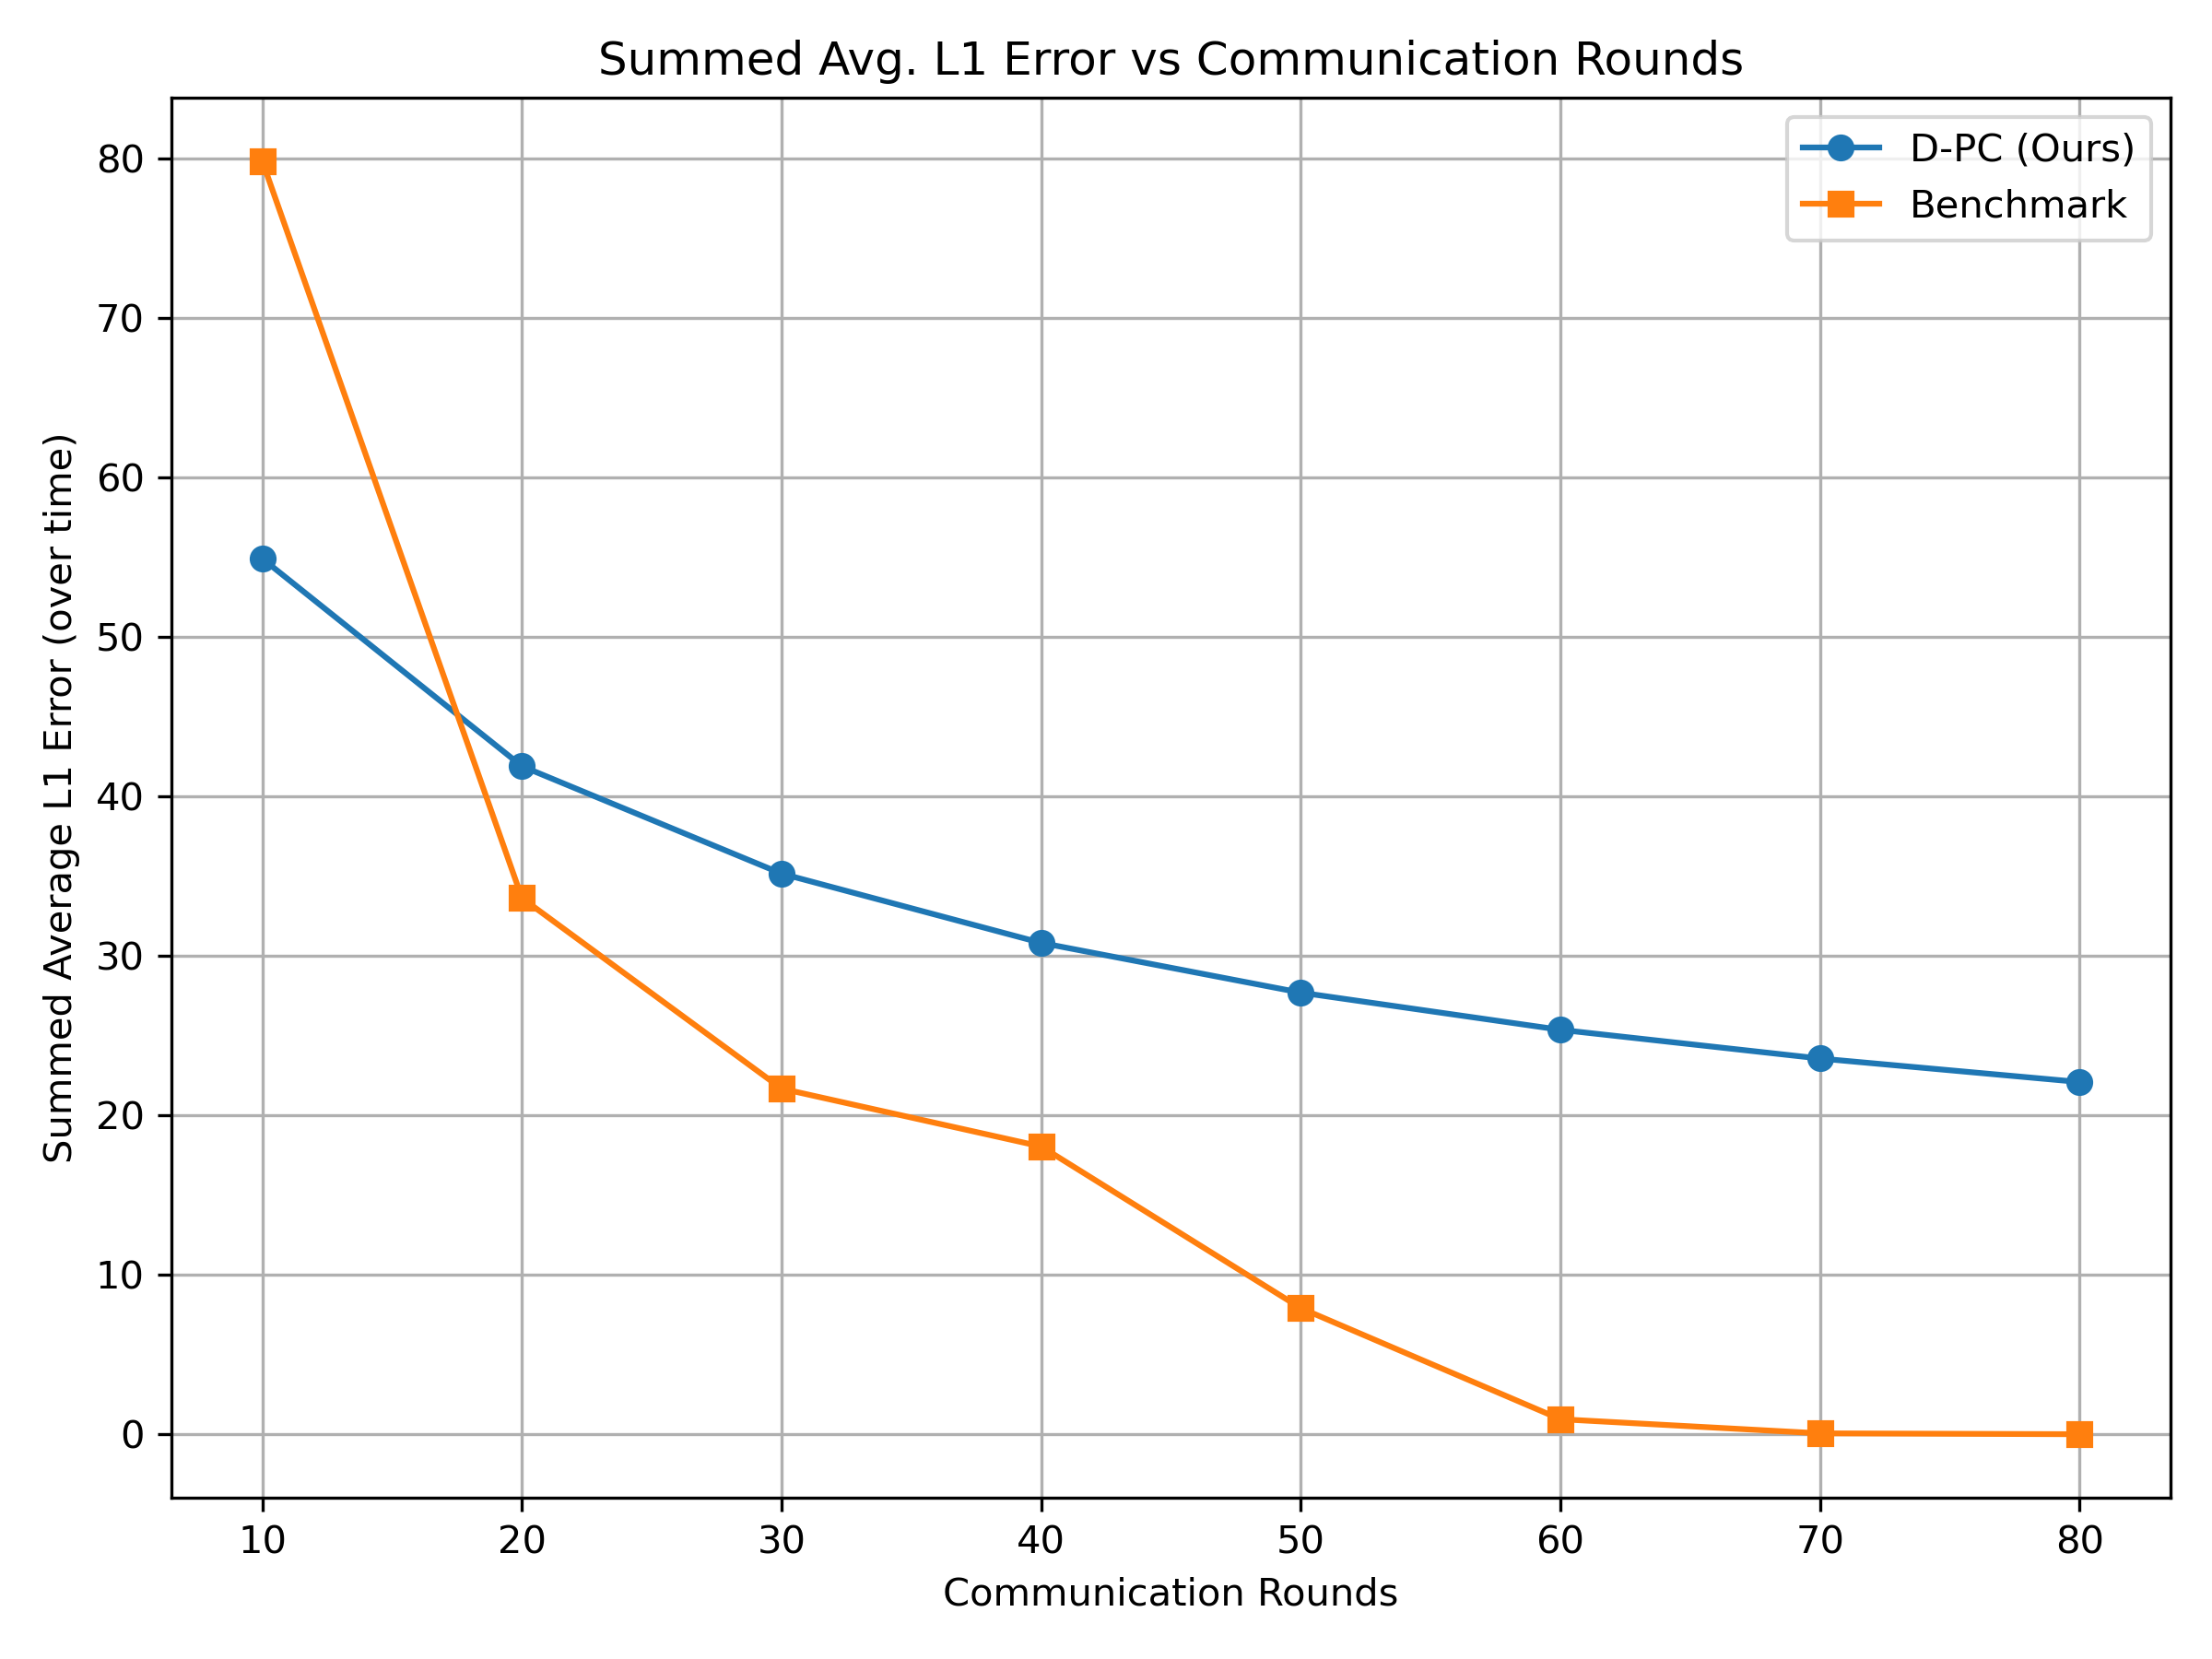 Summed Avg. L1 Error vs Communication Rounds
D-PC (Ours)
Benchmark
Summed Average L1 Error (over time)
80
70
60
50
40
30
20
10
0
10 20 30 40 50 60 70 80
Communication Rounds